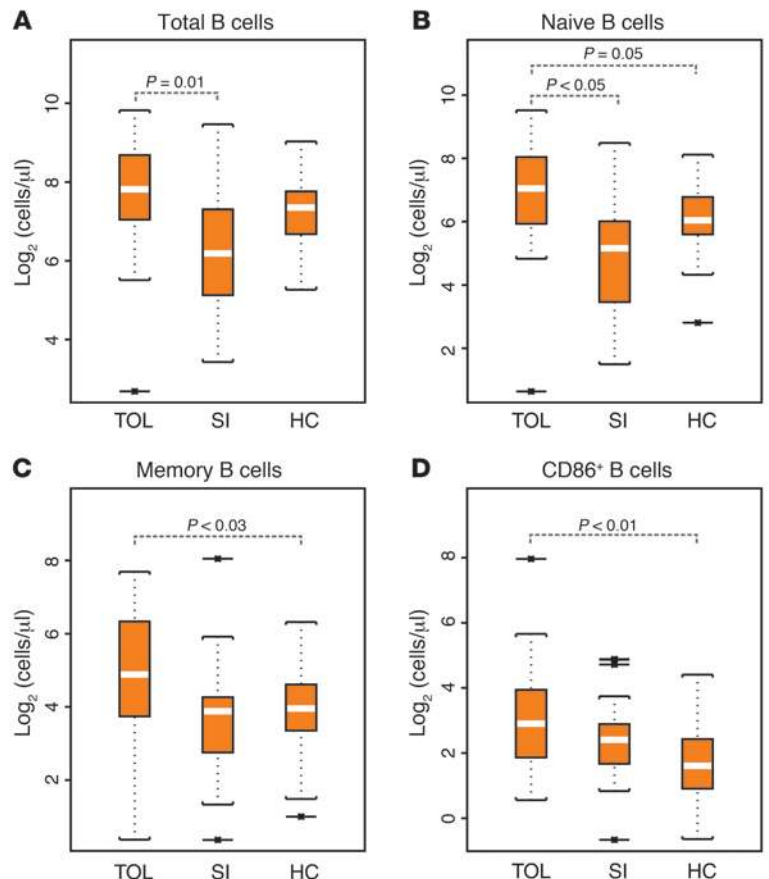 A Total B cells
Log₂ (cells/μl)
10
8
6
4
P = 0.01
TOL SI HC
B Naive B cells
Log₂ (cells/μl)
10
8
6
4
2
P = 0.05
P < 0.05
TOL SI HC
C Memory B cells
Log₂ (cells/μl)
8
6
4
2
P < 0.03
TOL SI HC
D CD86⁺ B cells
Log₂ (cells/μl)
8
6
4
2
0
P < 0.01
TOL SI HC